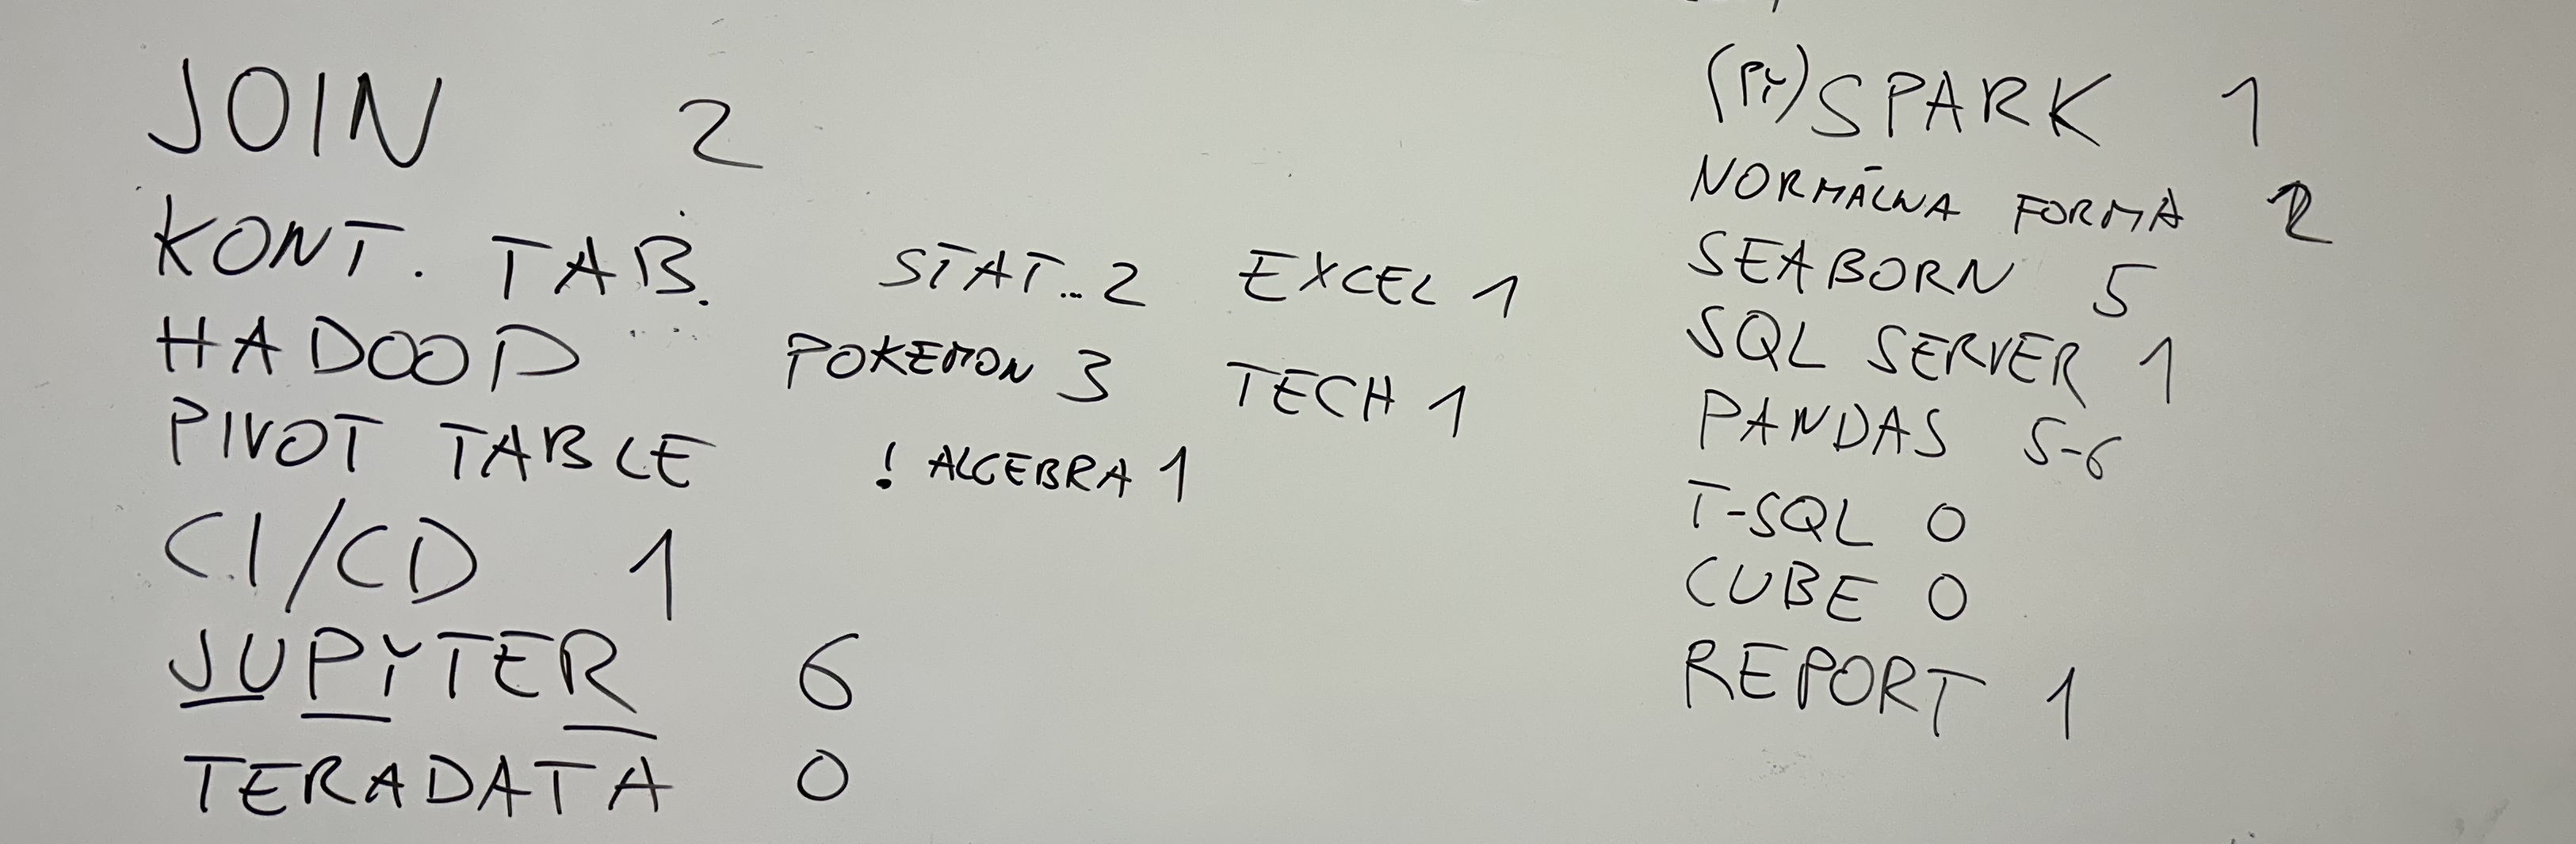 JOIN 2
KONT. TAB.
HADOOP
PIVOT TABLE
CI/CD 1
JUPYTER 6
TERADATA 0
STAT... 2 EXCEL 1
POKEMON 3 TECH 1
! ALGEBRA 1
(PY)SPARK 1
NORMÁLNA FORMA 2
SEABORN 5
SQL SERVER 1
PANDAS 5-6
T-SQL 0
CUBE 0
REPORT 1